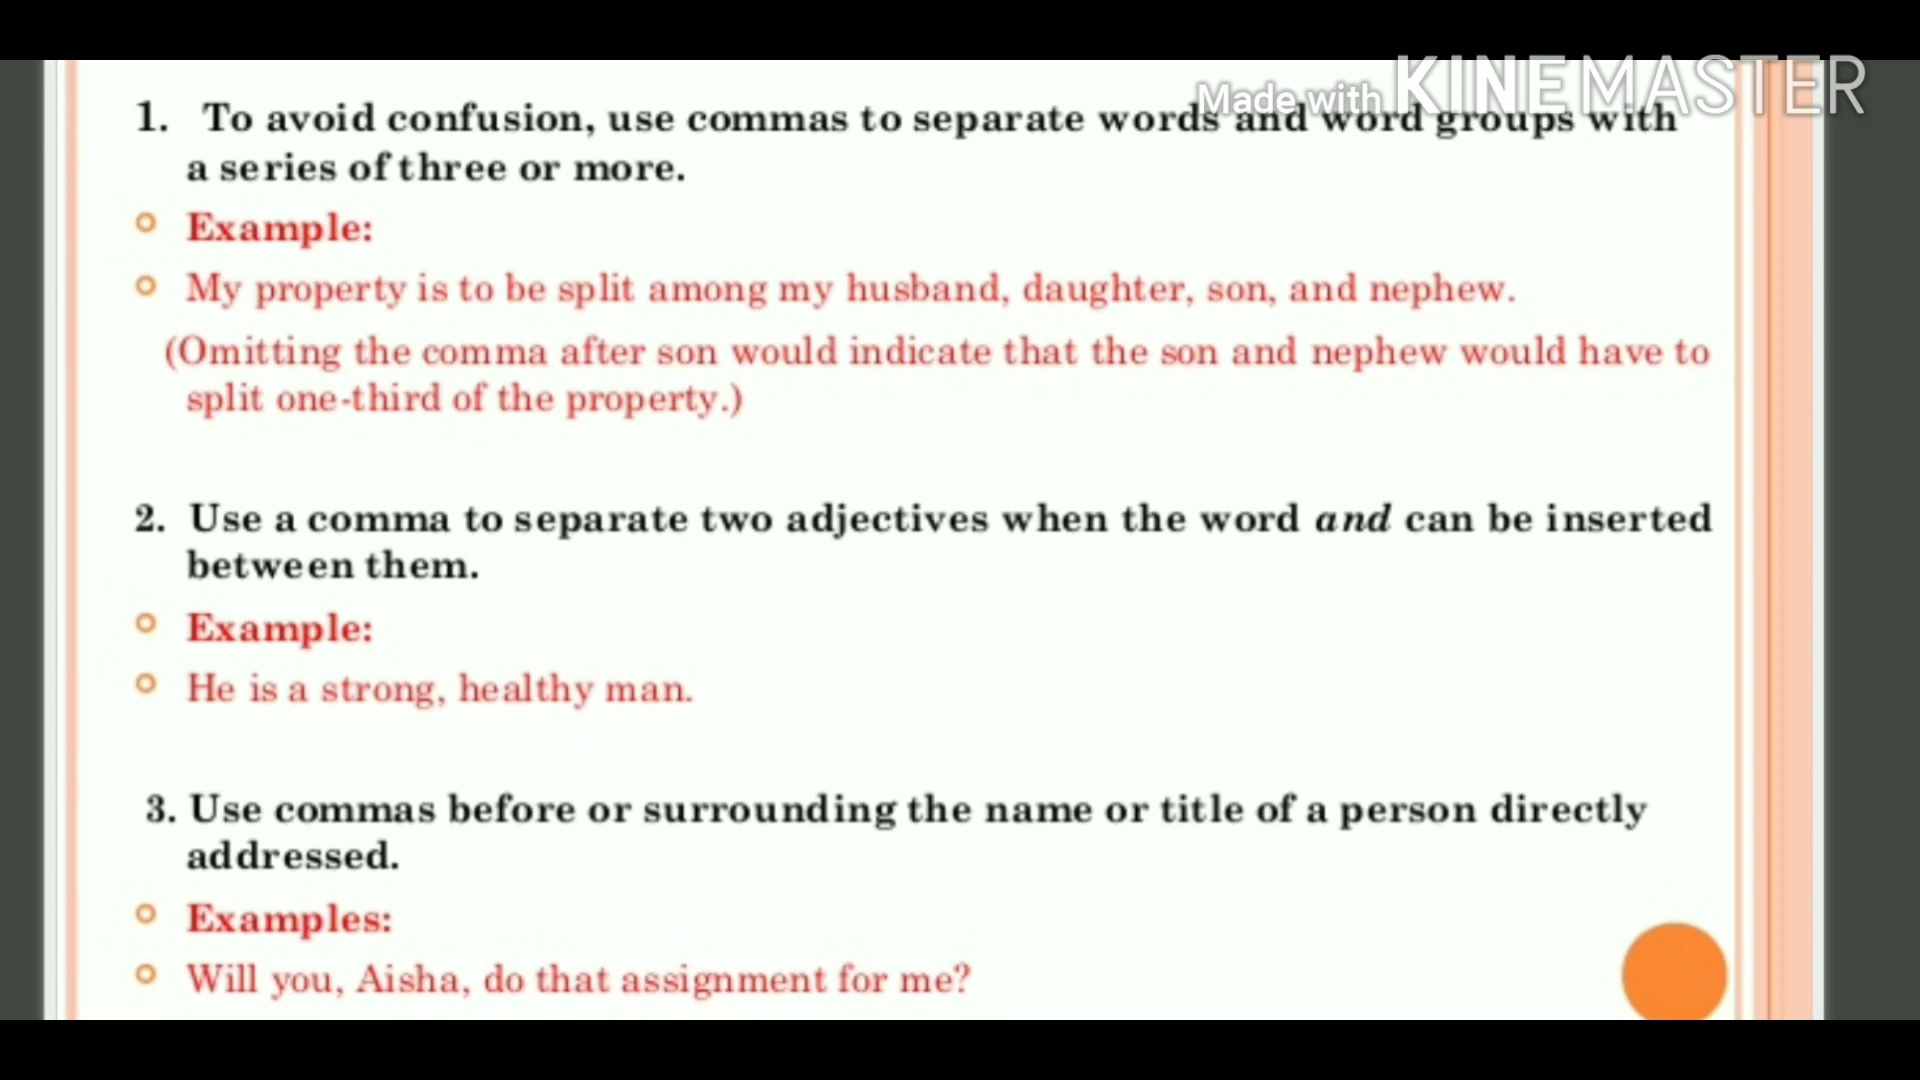 Made with KINEMASTER
1. To avoid confusion, use commas to separate words and word groups with
a series of three or more.
Example:
My property is to be split among my husband, daughter, son, and nephew.
(Omitting the comma after son would indicate that the son and nephew would have to
split one-third of the property.)
2. Use a comma to separate two adjectives when the word and can be inserted
between them.
Example:
He is a strong, healthy man.
3. Use commas before or surrounding the name or title of a person directly
addressed.
Examples:
Will you, Aisha, do that assignment for me?